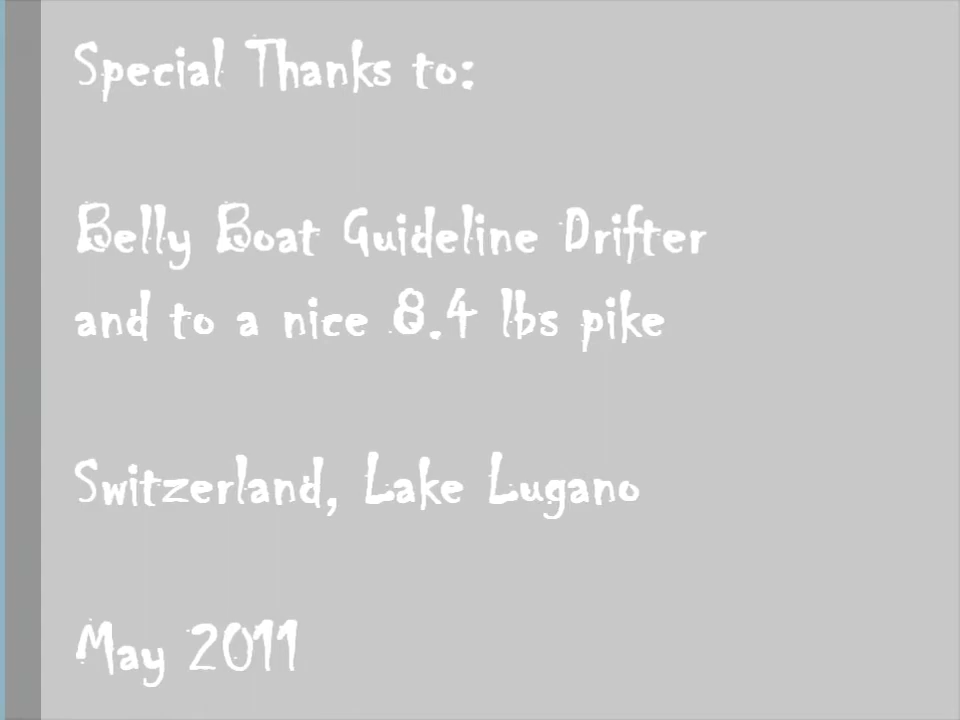 Special Thanks to:
Belly Boat Guideline Drifter
and to a nice 8.4 lbs pike
Switzerland, Lake Lugano
May 2011